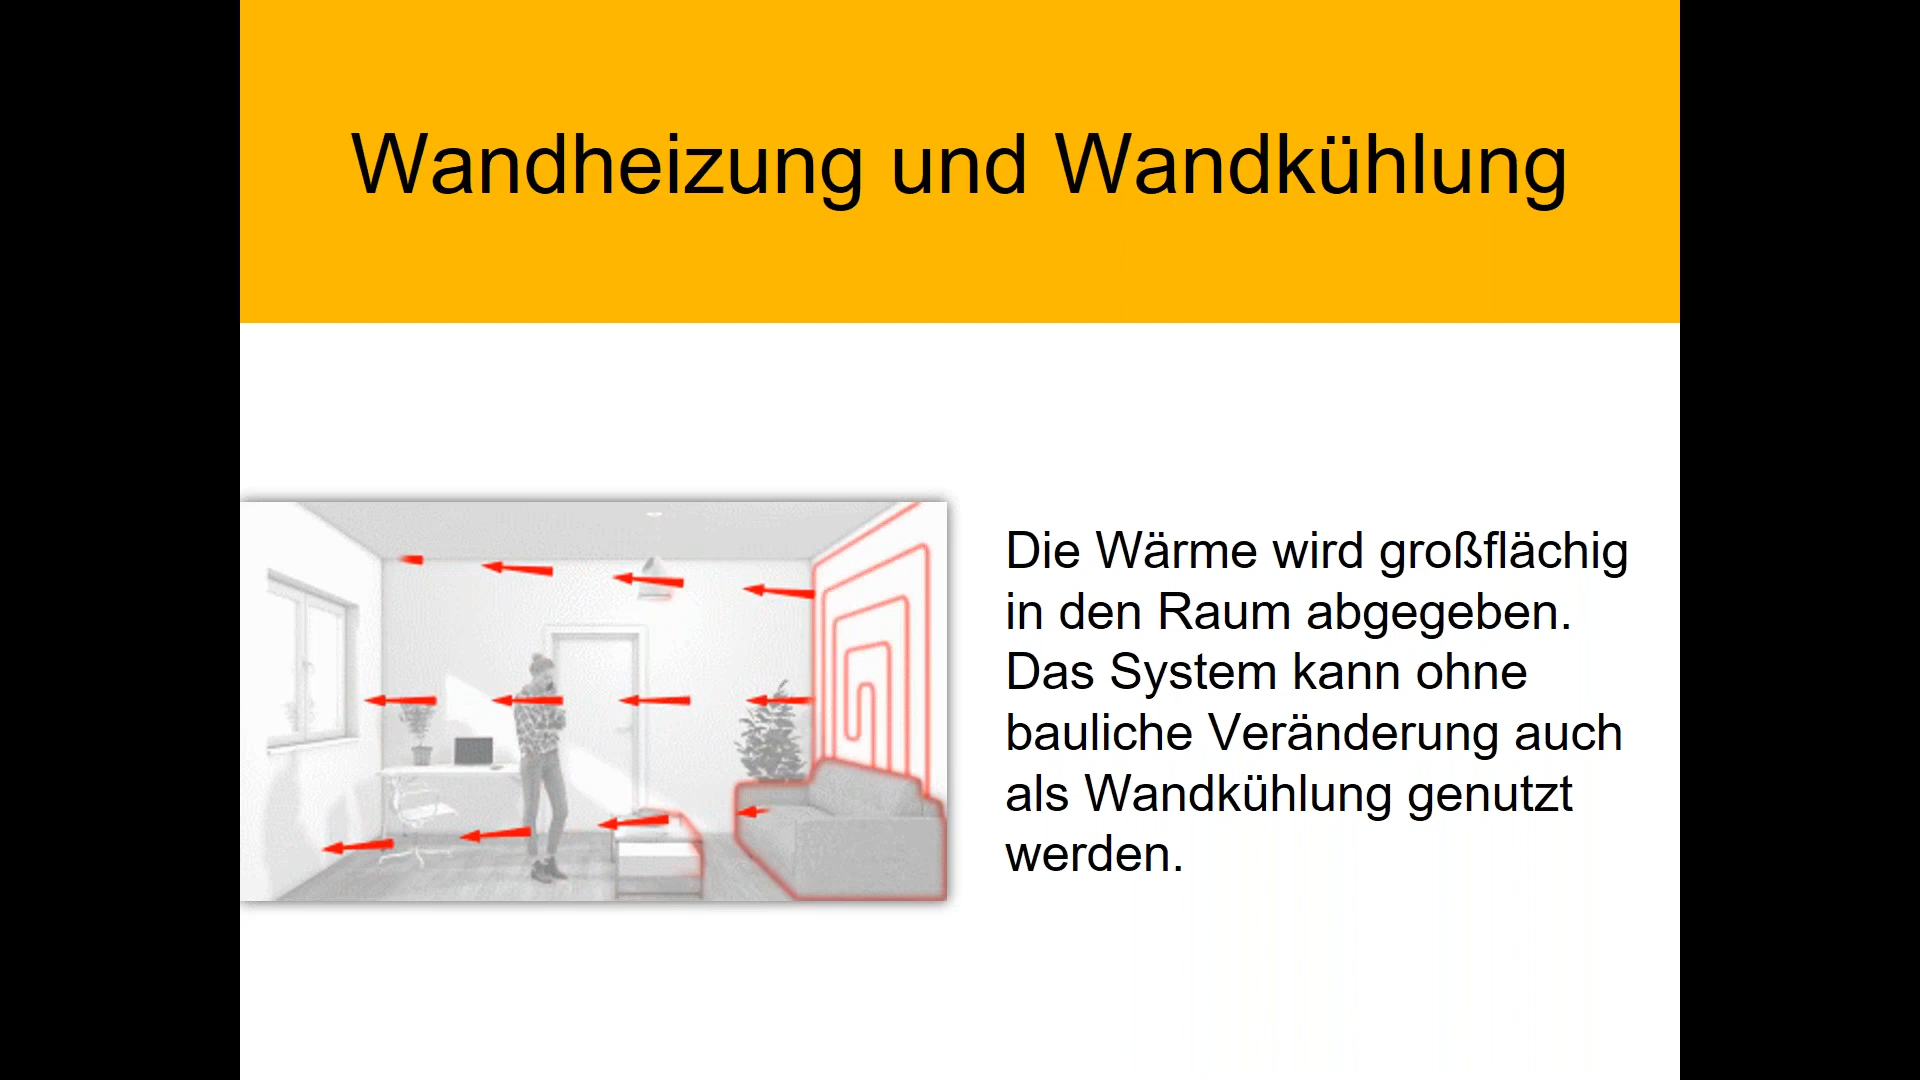 Wandheizung und Wandkühlung
Die Wärme wird großflächig
in den Raum abgegeben.
Das System kann ohne
bauliche Veränderung auch
als Wandkühlung genutzt
werden.